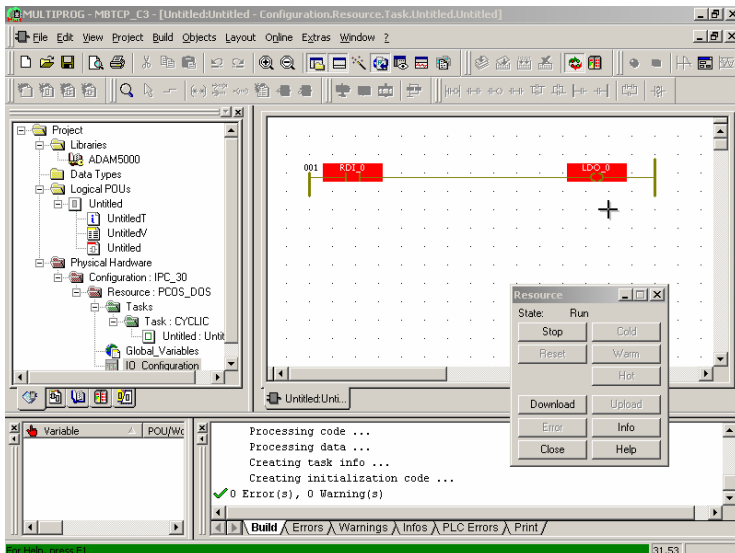 MULTIPROG - MBTCP_C3 - [Untitled:Untitled - Configuration.Resource.Task.Untitled.Untitled]
File Edit View Project Build Objects Layout Online Extras Window ?
Project
Libraries
ADAM5000
Data Types
Logical POUs
Untitled
UntitledT
UntitledV
Untitled
Physical Hardware
Configuration : IPC_30
Resource : PCOS_DOS
Tasks
Task : CYCLIC
Untitled : Untit
Global_Variables
IO_Configuration
001 RDI_0 LDO_0
Untitled:Unti...
Resource
State: Run
Stop Cold
Reset Warm
Hot
Download Upload
Error Info
Close Help
Variable POU/Wo
Processing code ...
Processing data ...
Creating task info ...
Creating initialization code ...
0 Error(s), 0 Warning(s)
Build Errors Warnings Infos PLC Errors Print
For Help, press F1
31,53